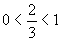 0 < 2/3 < 1